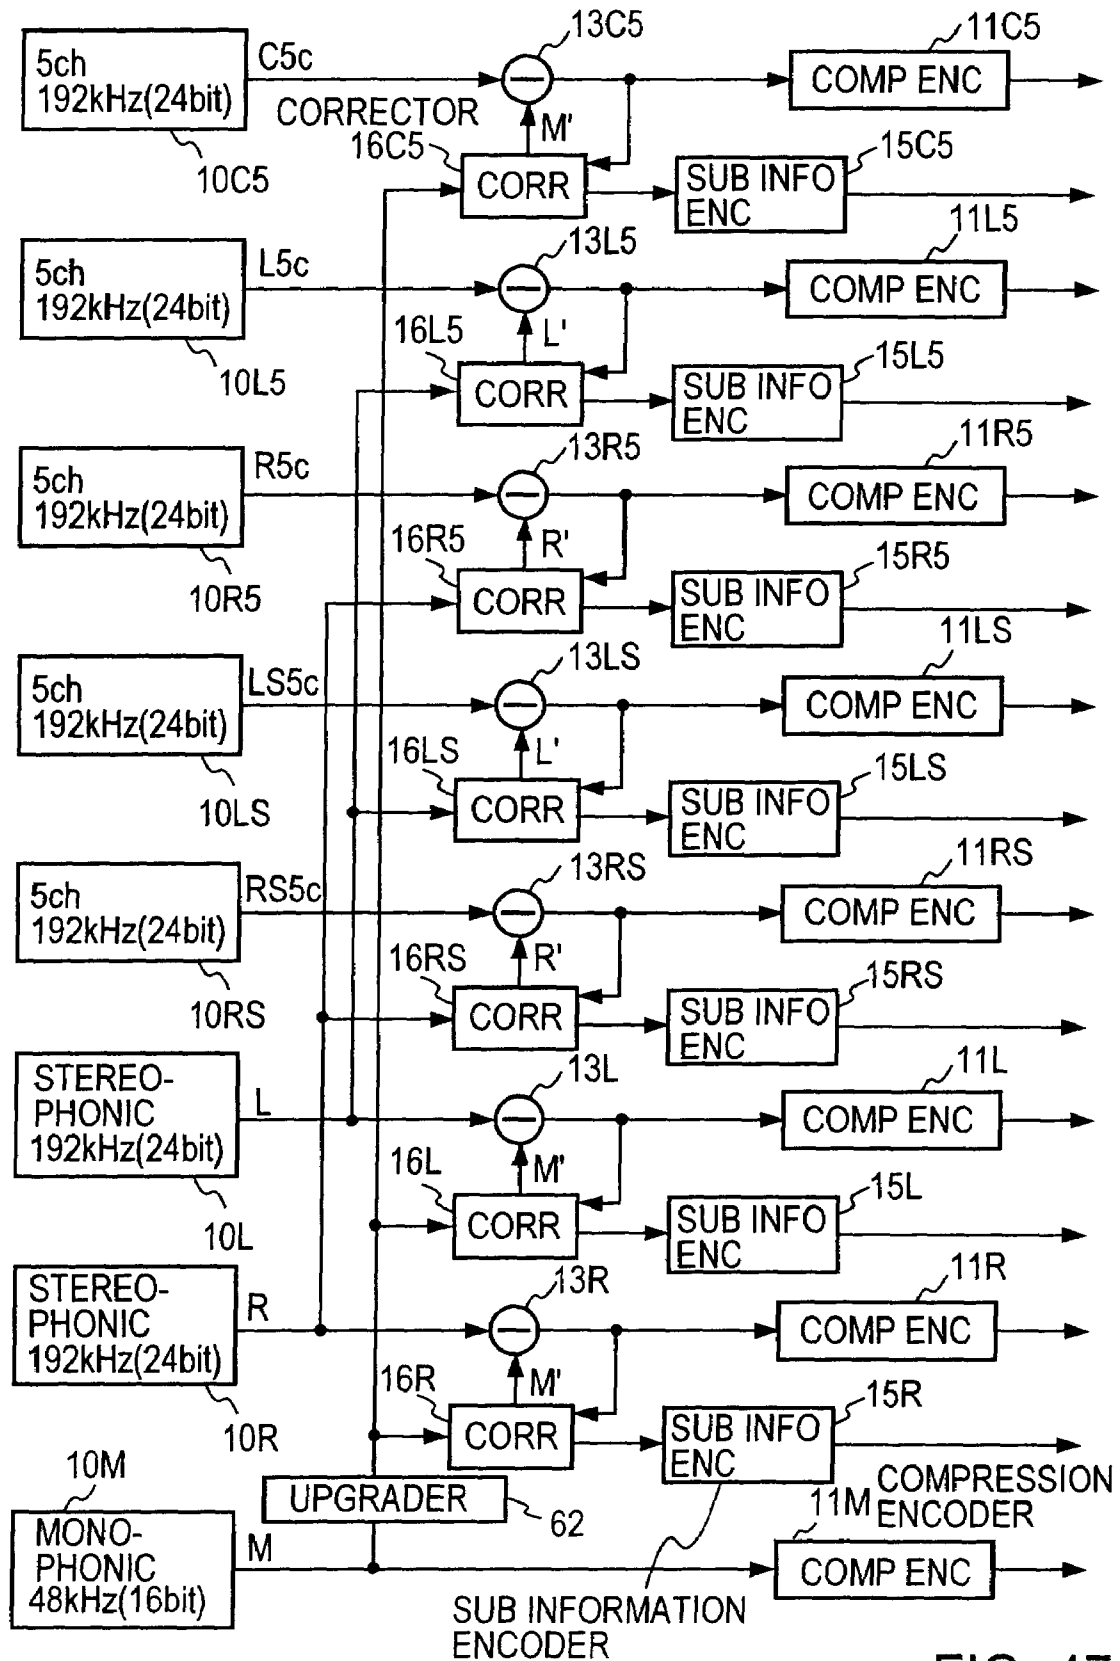 13C5
11C5
5ch
192kHz(24bit)
C5c
COMP ENC
CORRECTOR
M'
10C5
16C5
CORR
15C5
SUB INFO
ENC
13L5
11L5
5ch
192kHz(24bit)
L5c
COMP ENC
L'
10L5
16L5
CORR
15L5
SUB INFO
ENC
13R5
11R5
5ch
192kHz(24bit)
R5c
COMP ENC
R'
10R5
16R5
CORR
15R5
SUB INFO
ENC
13LS
11LS
5ch
192kHz(24bit)
LS5c
COMP ENC
L'
10LS
16LS
CORR
15LS
SUB INFO
ENC
13RS
11RS
5ch
192kHz(24bit)
RS5c
COMP ENC
R'
10RS
16RS
CORR
15RS
SUB INFO
ENC
13L
11L
STEREO-
PHONIC
192kHz(24bit)
L
COMP ENC
M'
10L
16L
CORR
15L
SUB INFO
ENC
13R
11R
STEREO-
PHONIC
192kHz(24bit)
R
COMP ENC
M'
10R
16R
CORR
15R
SUB INFO
ENC
10M
UPGRADER
62
11M
COMPRESSION
ENCODER
MONO-
PHONIC
48kHz(16bit)
M
COMP ENC
SUB INFORMATION
ENCODER